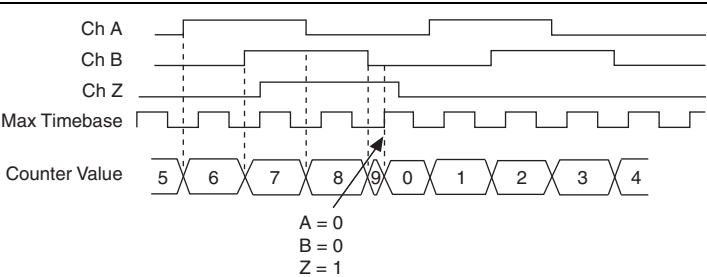 Ch A
Ch B
Ch Z
Max Timebase
Counter Value 5 6 7 8 9 0 1 2 3 4
A = 0
B = 0
Z = 1